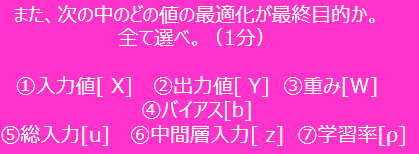 また、次の中のどの値の最適化が最終目的か。
全て選べ。（1分）
①入力値[ X]　②出力値[ Y]　③重み[W]
④バイアス[b]
⑤総入力[u]　⑥中間層入力[ z]　⑦学習率[ρ]